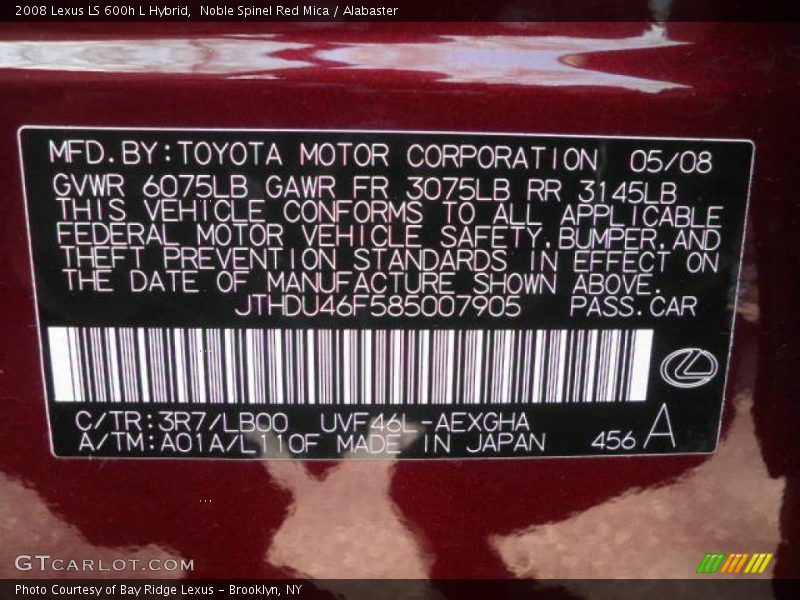 2008 Lexus LS 600h L Hybrid,  Noble Spinel Red Mica / Alabaster
MFD.BY:TOYOTA MOTOR CORPORATION 05/08
GVWR 6075LB GAWR FR 3075LB RR 3145LB
THIS VEHICLE CONFORMS TO ALL APPLICABLE
FEDERAL MOTOR VEHICLE SAFETY,BUMPER,AND
THEFT PREVENTION STANDARDS IN EFFECT ON
THE DATE OF MANUFACTURE SHOWN ABOVE.
JTHDU46F585007905 PASS.CAR
C/TR:3R7/LB00 UVF46L-AEXGHA
A/TM:A01A/L110F MADE IN JAPAN 456 A
GTCARLOT.COM
Photo Courtesy of Bay Ridge Lexus - Brooklyn, NY